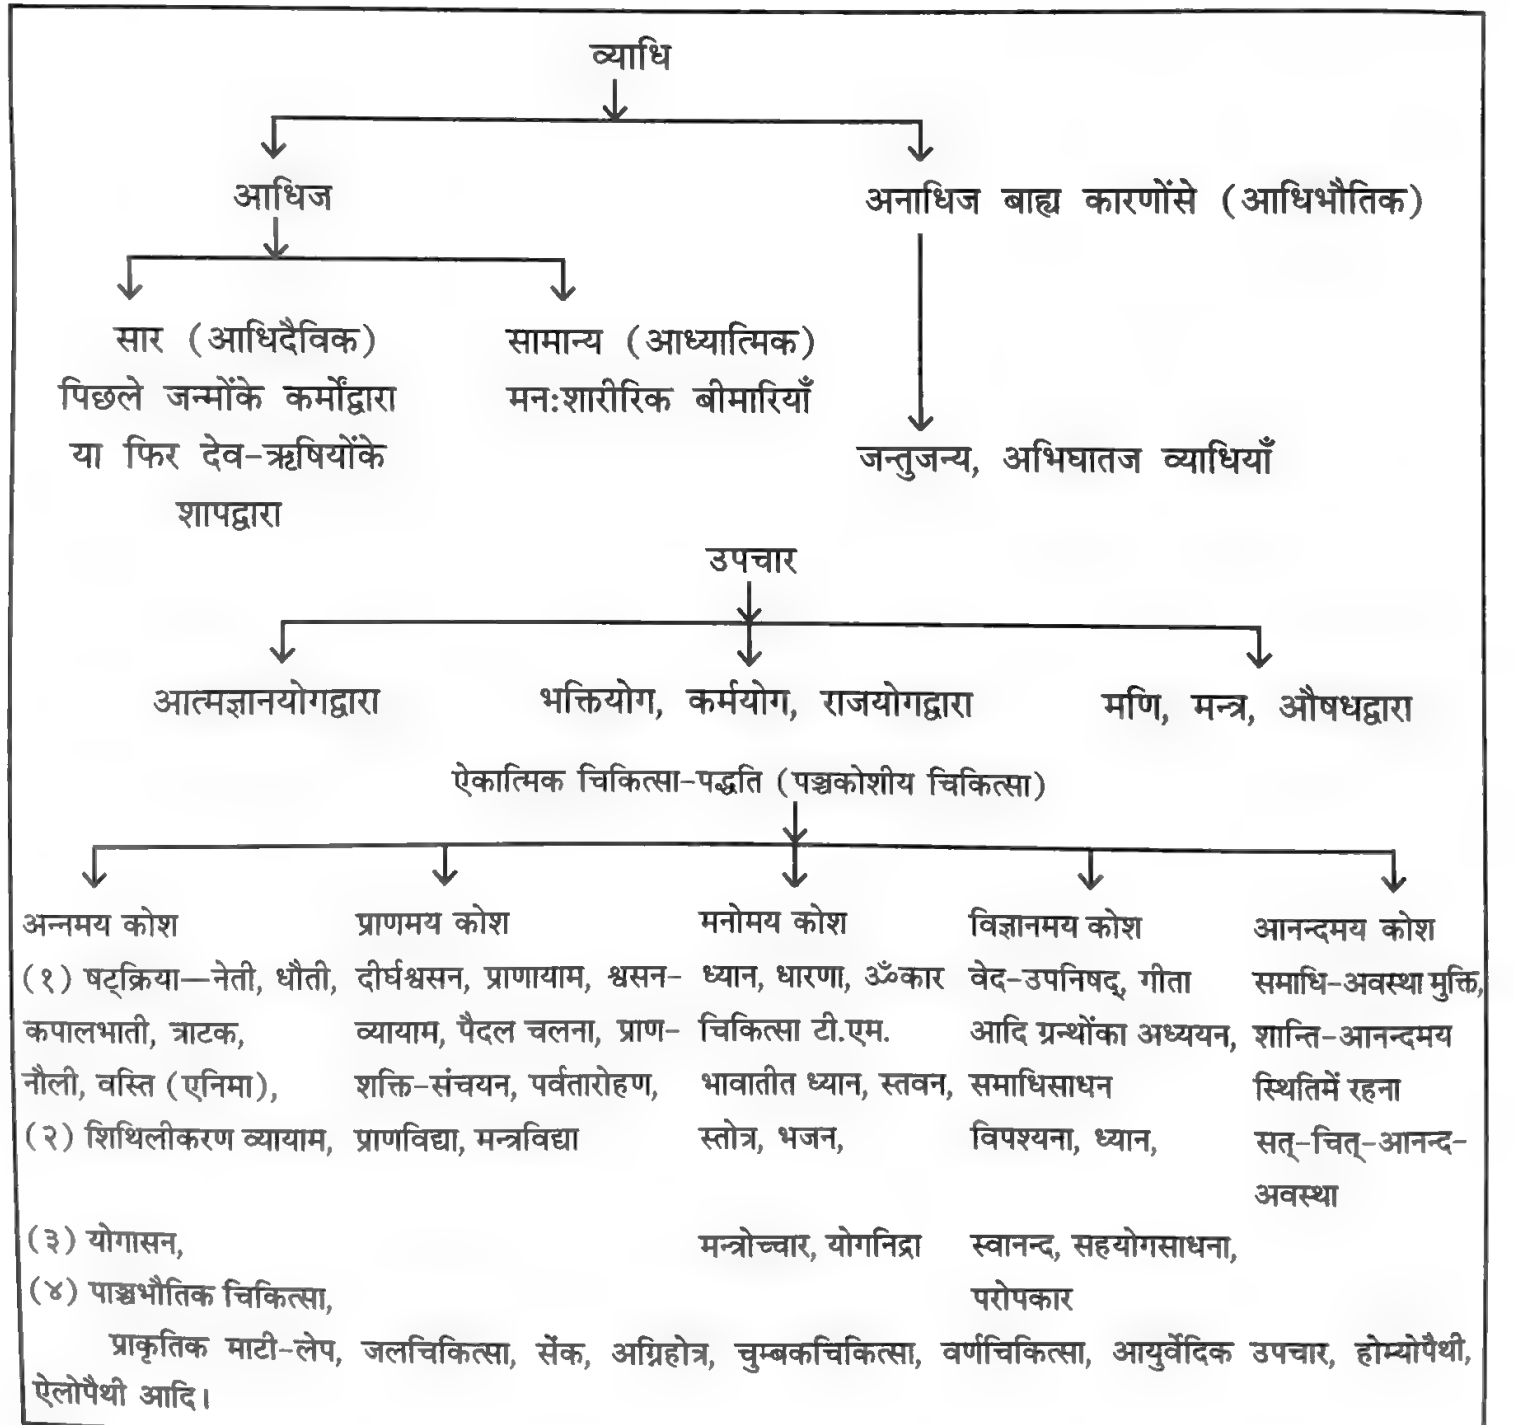 व्याधि
आधिज
अनाधिज बाह्य कारणोंसे (आधिभौतिक)
सार (आधिदैविक)
पिछले जन्मोंके कर्मोंद्वारा
या फिर देव-ऋषियोंके
शापद्वारा
सामान्य (आध्यात्मिक)
मन:शारीरिक बीमारियाँ
जन्तुजन्य, अभिघातज व्याधियाँ
उपचार
आत्मज्ञानयोगद्वारा
भक्तियोग, कर्मयोग, राजयोगद्वारा
मणि, मन्त्र, औषधद्वारा
ऐकात्मिक चिकित्सा-पद्धति (पञ्चकोशीय चिकित्सा)
अन्नमय कोश
(१) षट्क्रिया—नेती, धौती,
कपालभाती, त्राटक,
नौली, वस्ति (एनिमा),
(२) शिथिलीकरण व्यायाम,
(३) योगासन,
(४) पाञ्चभौतिक चिकित्सा,
प्राणमय कोश
दीर्घश्वसन, प्राणायाम, श्वसन-
व्यायाम, पैदल चलना, प्राण-
शक्ति-संचयन, पर्वतारोहण,
प्राणविद्या, मन्त्रविद्या
मनोमय कोश
ध्यान, धारणा, ॐकार
चिकित्सा टी.एम.
भावातीत ध्यान, स्तवन,
स्तोत्र, भजन,
मन्त्रोच्चार, योगनिद्रा
विज्ञानमय कोश
वेद-उपनिषद्, गीता
आदि ग्रन्थोंका अध्ययन,
समाधिसाधन
विपश्यना, ध्यान,
स्वानन्द, सहयोगसाधना,
परोपकार
आनन्दमय कोश
समाधि-अवस्था मुक्ति,
शान्ति-आनन्दमय
स्थितिमें रहना
सत्-चित्-आनन्द-
अवस्था
प्राकृतिक माटी-लेप, जलचिकित्सा, सेंक, अग्निहोत्र, चुम्बकचिकित्सा, वर्णचिकित्सा, आयुर्वेदिक उपचार, होम्योपैथी,
ऐलोपैथी आदि।